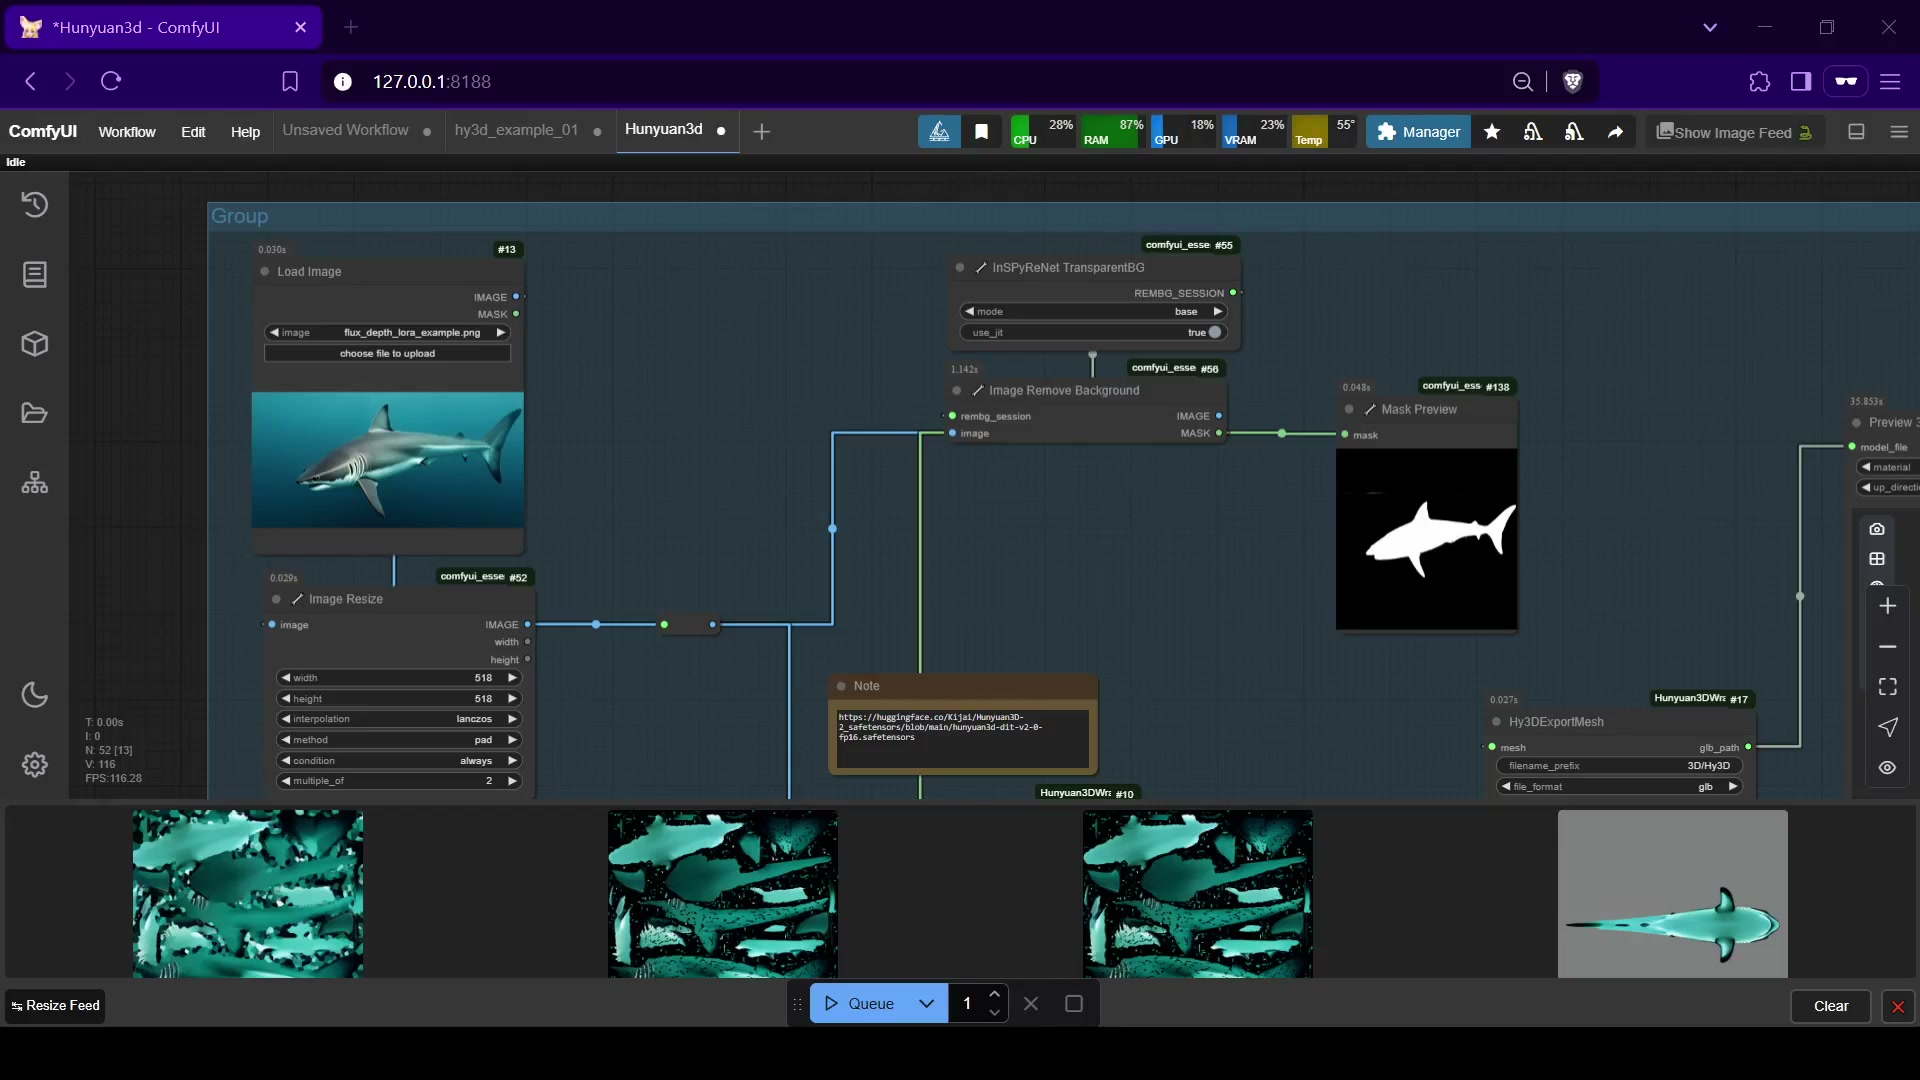 *Hunyuan3d - ComfyUI
127.0.0.1:8188
ComfyUI Workflow Edit Help Unsaved Workflow hy3d_example_01 Hunyuan3d
CPU 28% RAM 87% GPU 18% VRAM 23% Temp 55° Manager Show Image Feed
Idle
Group
0.030s #13
Load Image
IMAGE
MASK
image flux_depth_lora_example.png
choose file to upload
comfyui_esse #55
InSPyReNet TransparentBG
REMBG_SESSION
mode base
use_jit true
1.142s comfyui_esse #56
Image Remove Background
rembg_session IMAGE
image MASK
0.048s comfyui_ess #138
Mask Preview
mask
35.853s
Preview 3
model_file
material
up_directi
0.029s comfyui_esse #52
Image Resize
image IMAGE
width
height
width 518
height 518
interpolation lanczos
method pad
condition always
multiple_of 2
Note
https://huggingface.co/Kijai/Hunyuan3D-
2_safetensors/blob/main/hunyuan3d-dit-v2-0-
fp16.safetensors
Hunyuan3DWra #10
0.027s Hunyuan3DWra #17
Hy3DExportMesh
mesh glb_path
filename_prefix 3D/Hy3D
file_format glb
T: 0.00s
I: 0
N: 52 [13]
V: 116
FPS:116.28
Resize Feed
Queue 1
Clear